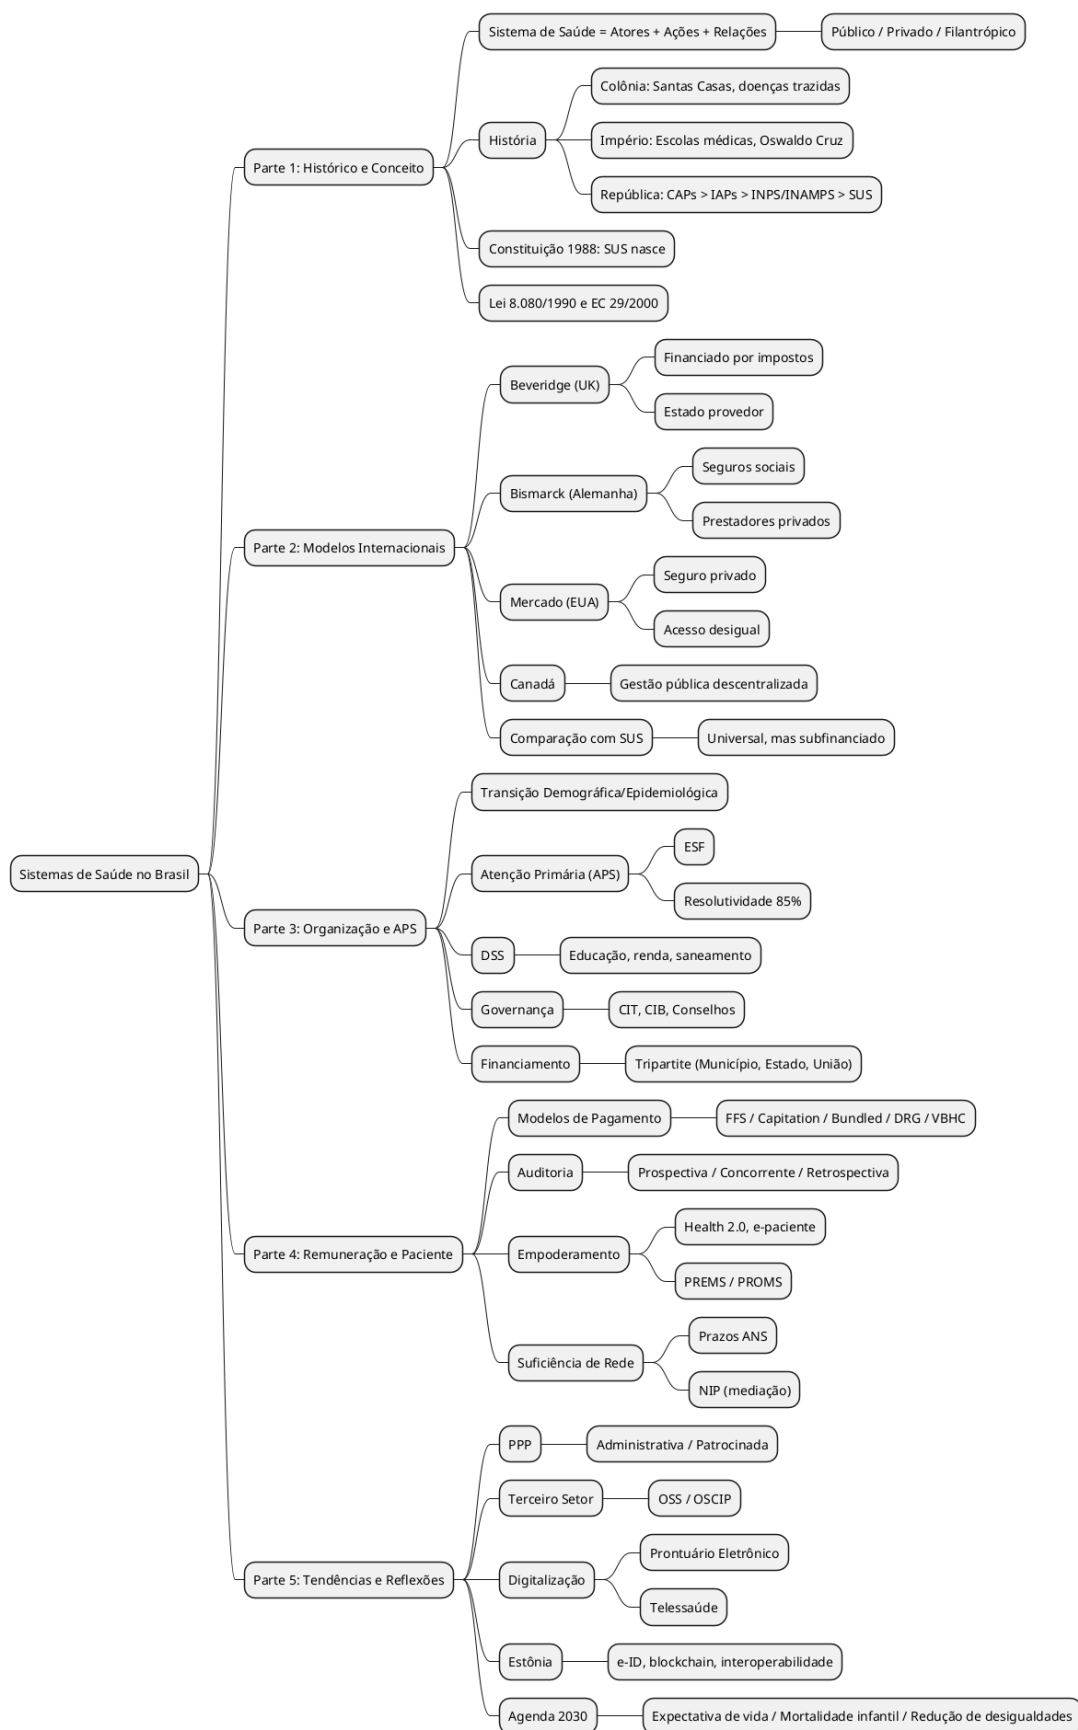 Sistemas de Saúde no Brasil
Parte 1: Histórico e Conceito
Sistema de Saúde = Atores + Ações + Relações
Público / Privado / Filantrópico
História
Colônia: Santas Casas, doenças trazidas
Império: Escolas médicas, Oswaldo Cruz
República: CAPs > IAPs > INPS/INAMPS > SUS
Constituição 1988: SUS nasce
Lei 8.080/1990 e EC 29/2000
Parte 2: Modelos Internacionais
Beveridge (UK)
Financiado por impostos
Estado provedor
Bismarck (Alemanha)
Seguros sociais
Prestadores privados
Mercado (EUA)
Seguro privado
Acesso desigual
Canadá
Gestão pública descentralizada
Comparação com SUS
Universal, mas subfinanciado
Parte 3: Organização e APS
Transição Demográfica/Epidemiológica
Atenção Primária (APS)
ESF
Resolutividade 85%
DSS
Educação, renda, saneamento
Governança
CIT, CIB, Conselhos
Financiamento
Tripartite (Município, Estado, União)
Parte 4: Remuneração e Paciente
Modelos de Pagamento
FFS / Capitation / Bundled / DRG / VBHC
Auditoria
Prospectiva / Concorrente / Retrospectiva
Empoderamento
Health 2.0, e-paciente
PREMS / PROMS
Suficiência de Rede
Prazos ANS
NIP (mediação)
Parte 5: Tendências e Reflexões
PPP
Administrativa / Patrocinada
Terceiro Setor
OSS / OSCIP
Digitalização
Prontuário Eletrônico
Telessaúde
Estônia
e-ID, blockchain, interoperabilidade
Agenda 2030
Expectativa de vida / Mortalidade infantil / Redução de desigualdades